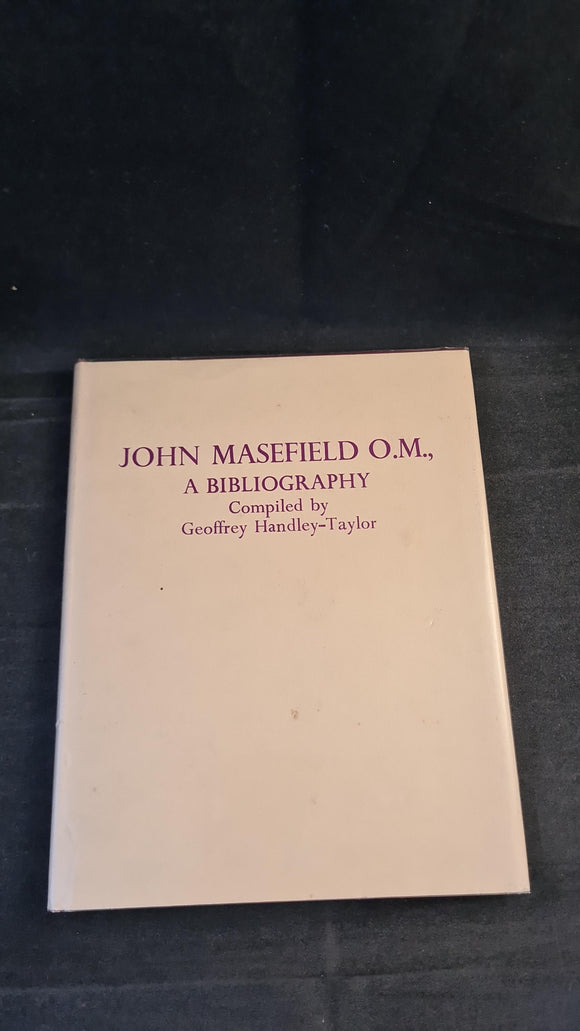 JOHN MASEFIELD O.M.,
A BIBLIOGRAPHY
Compiled by
Geoffrey Handley-Taylor